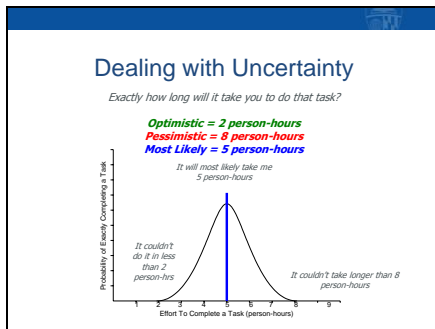 Dealing with Uncertainty
Exactly how long will it take you to do that task?
Optimistic = 2 person-hours
Pessimistic = 8 person-hours
Most Likely = 5 person-hours
It will most likely take me
5 person-hours
Probability of Exactly Completing a Task
It couldn't
do it in less
than 2
person-hrs
It couldn't take longer than 8
person-hours
1 2 3 4 5 6 7 8 9
Effort To Complete a Task (person-hours)